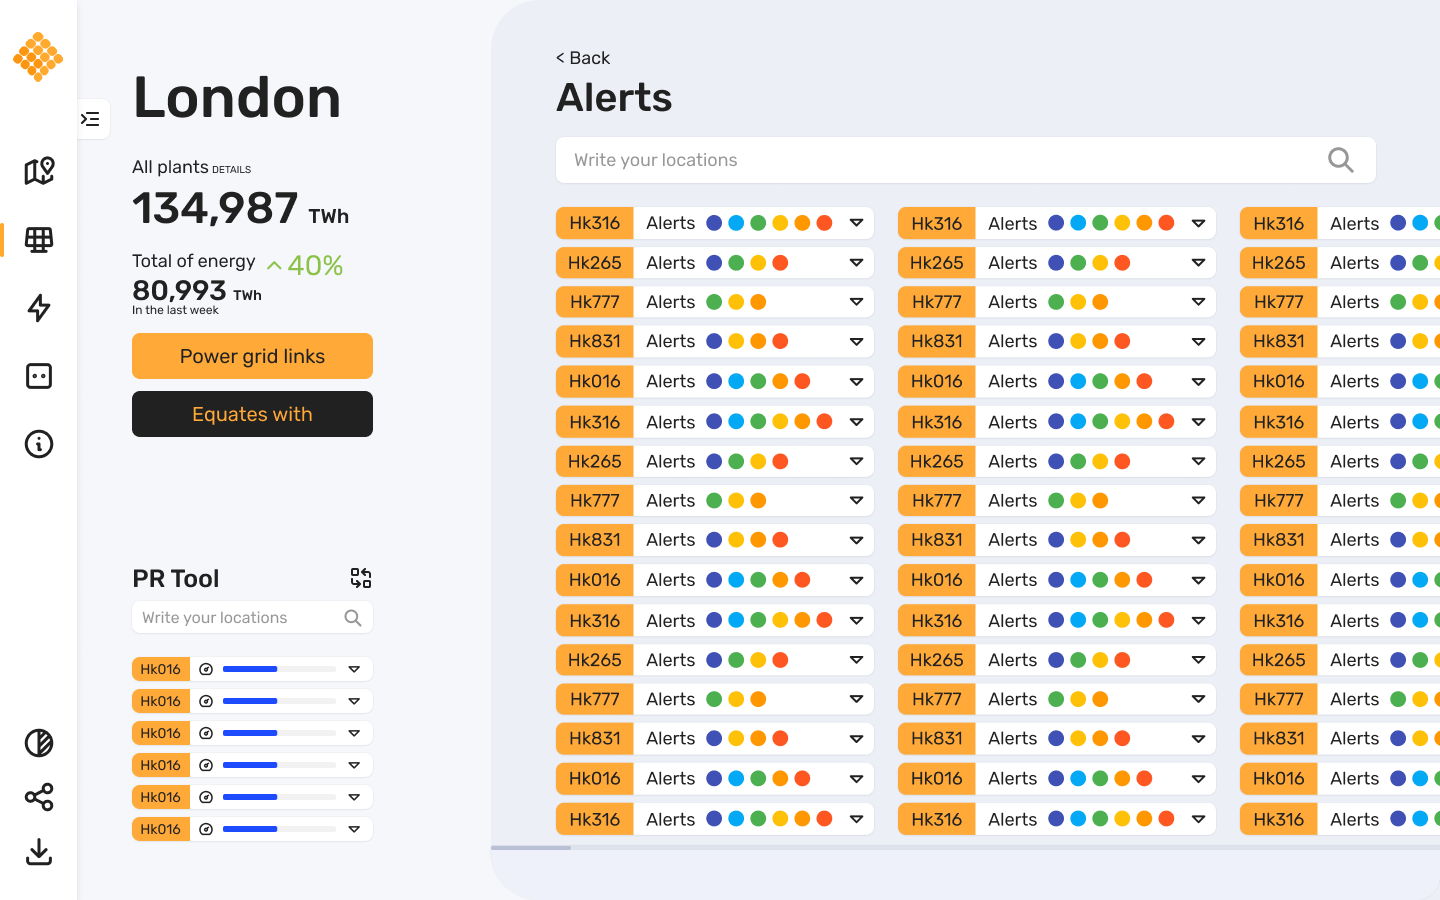 London
All plants DETAILS
134,987 TWh
Total of energy 40%
80,993 TWh
In the last week
Power grid links
Equates with
PR Tool
Write your locations
Hk016
Hk016
Hk016
Hk016
Hk016
Hk016
< Back
Alerts
Write your locations
Hk316 Alerts Hk316 Alerts Hk316 Alerts
Hk265 Alerts Hk265 Alerts Hk265 Alerts
Hk777 Alerts Hk777 Alerts Hk777 Alerts
Hk831 Alerts Hk831 Alerts Hk831 Alerts
Hk016 Alerts Hk016 Alerts Hk016 Alerts
Hk316 Alerts Hk316 Alerts Hk316 Alerts
Hk265 Alerts Hk265 Alerts Hk265 Alerts
Hk777 Alerts Hk777 Alerts Hk777 Alerts
Hk831 Alerts Hk831 Alerts Hk831 Alerts
Hk016 Alerts Hk016 Alerts Hk016 Alerts
Hk316 Alerts Hk316 Alerts Hk316 Alerts
Hk265 Alerts Hk265 Alerts Hk265 Alerts
Hk777 Alerts Hk777 Alerts Hk777 Alerts
Hk831 Alerts Hk831 Alerts Hk831 Alerts
Hk016 Alerts Hk016 Alerts Hk016 Alerts
Hk316 Alerts Hk316 Alerts Hk316 Alerts